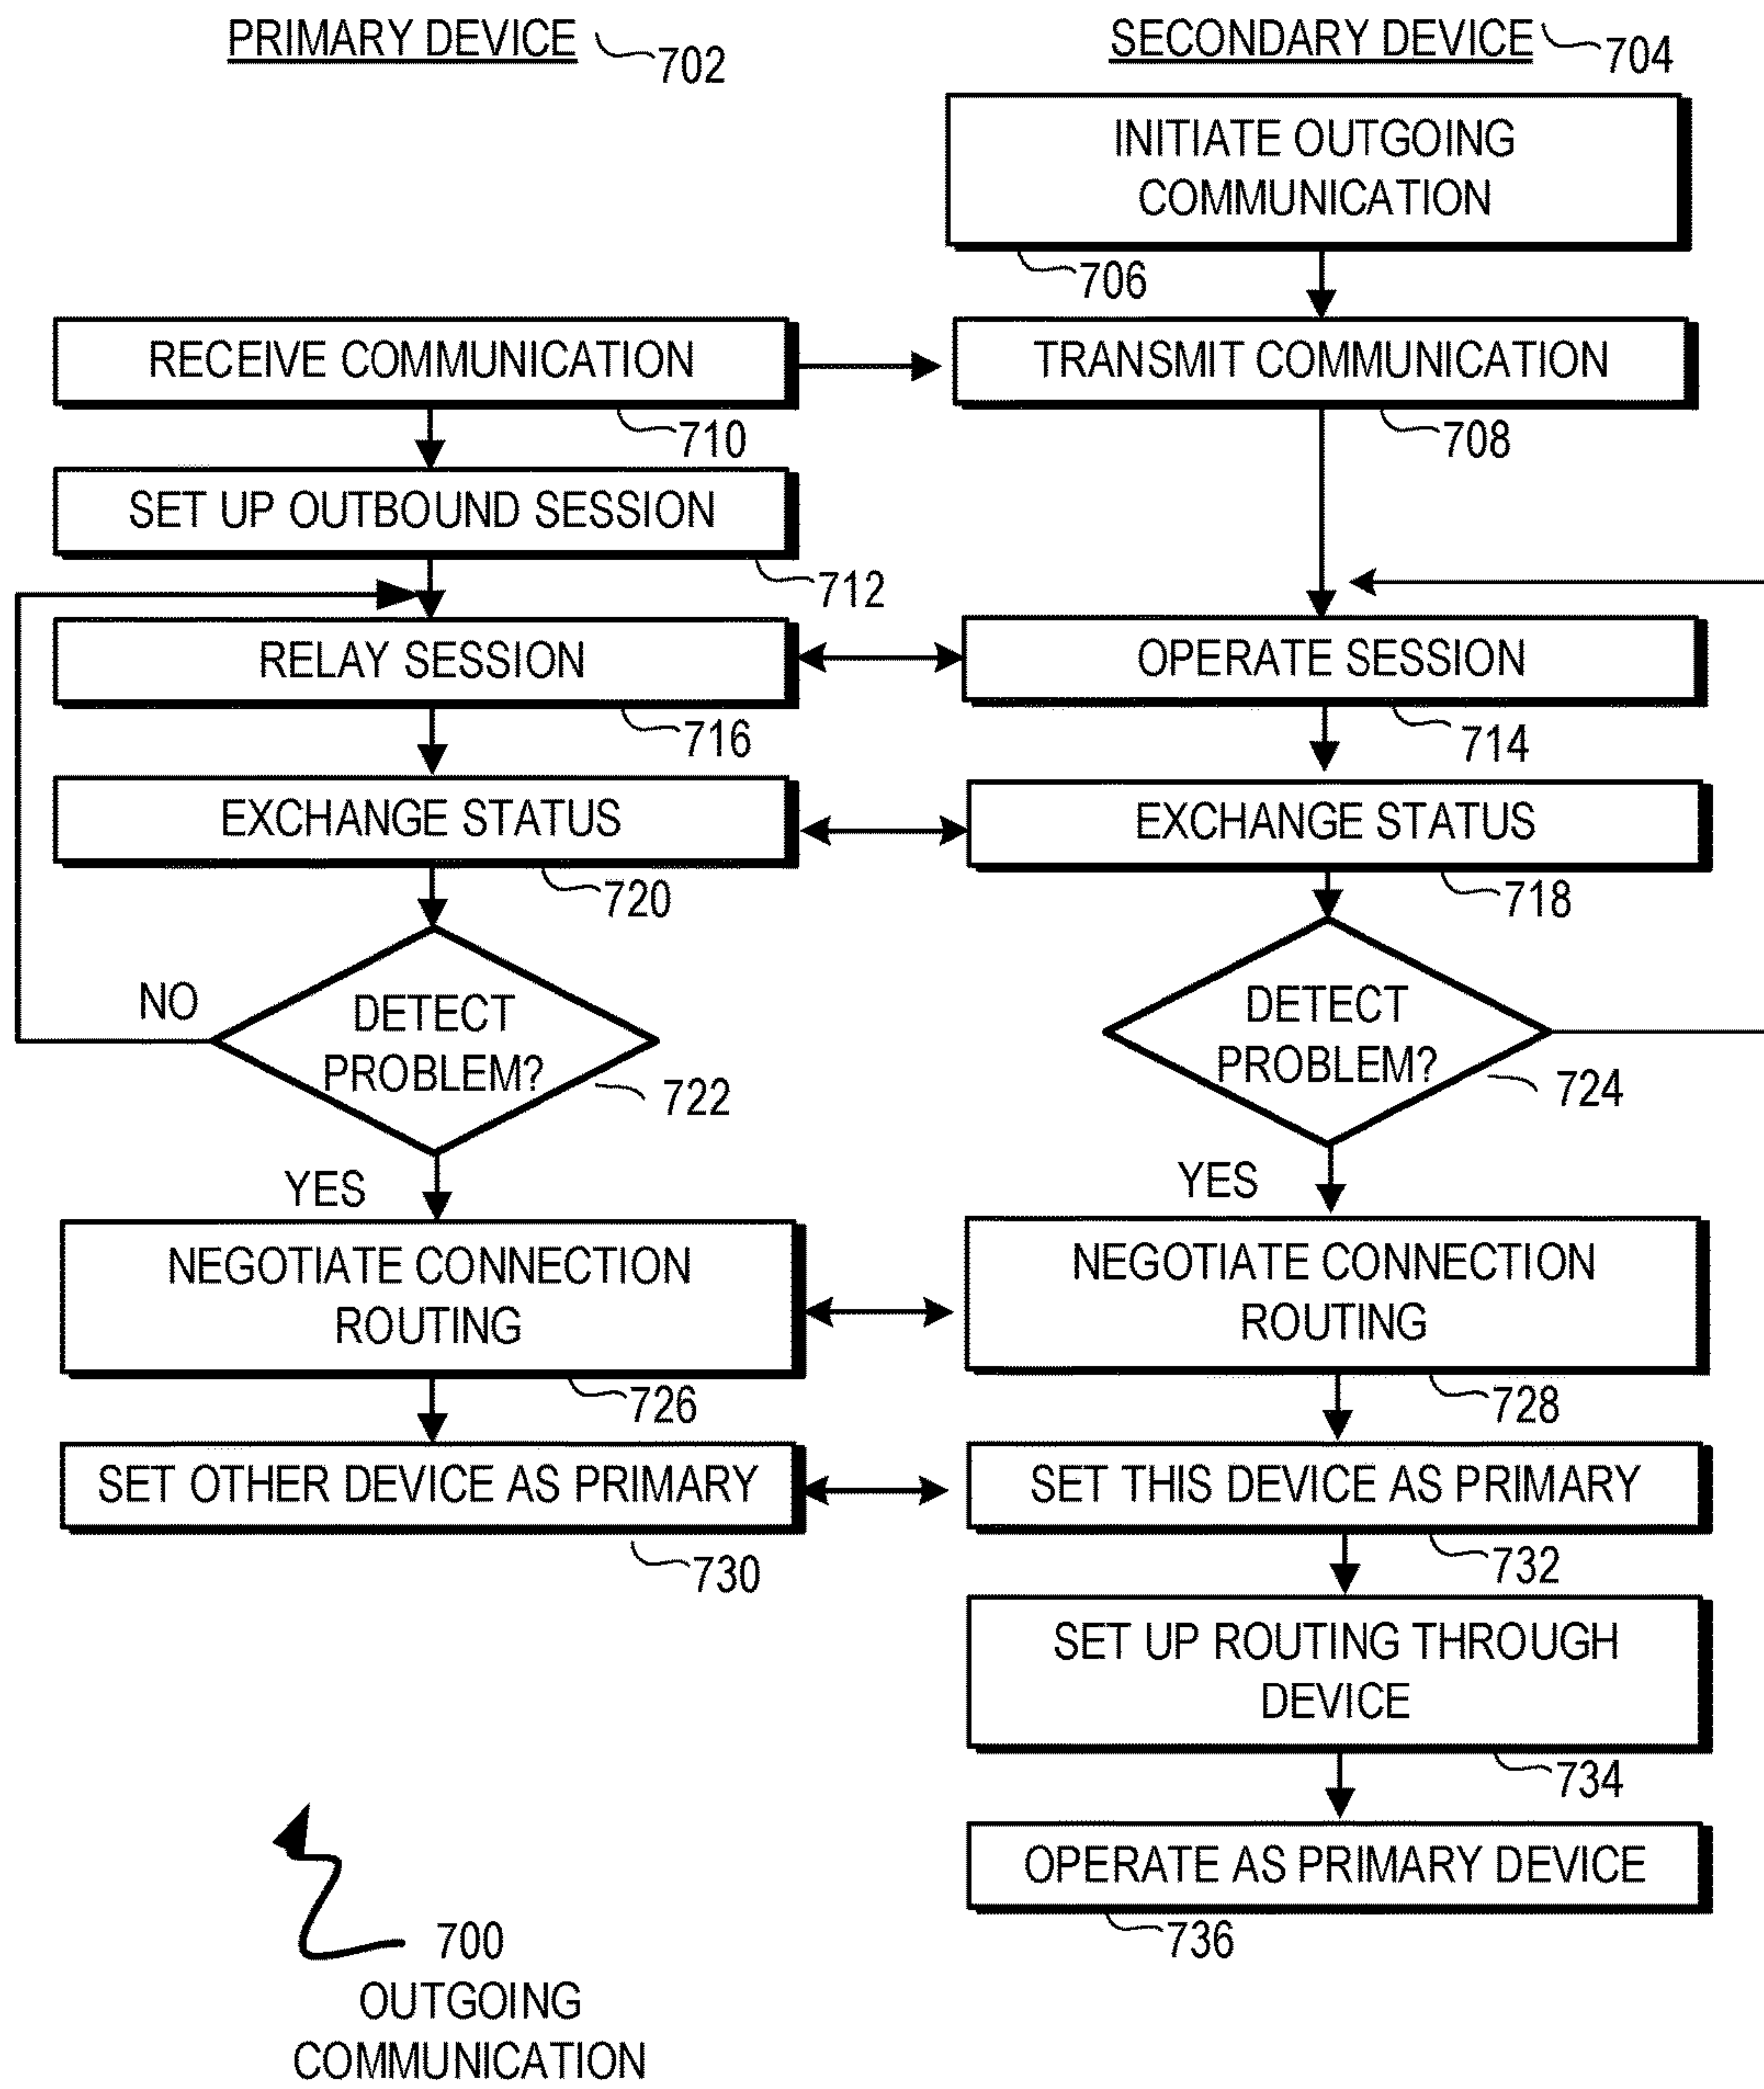 PRIMARY DEVICE 702
SECONDARY DEVICE 704
INITIATE OUTGOING
COMMUNICATION
706
RECEIVE COMMUNICATION
710
TRANSMIT COMMUNICATION
708
SET UP OUTBOUND SESSION
712
RELAY SESSION
716
OPERATE SESSION
714
EXCHANGE STATUS
720
EXCHANGE STATUS
718
NO
DETECT
PROBLEM?
722
DETECT
PROBLEM?
724
YES
YES
NEGOTIATE CONNECTION
ROUTING
726
NEGOTIATE CONNECTION
ROUTING
728
SET OTHER DEVICE AS PRIMARY
730
SET THIS DEVICE AS PRIMARY
732
SET UP ROUTING THROUGH
DEVICE
734
OPERATE AS PRIMARY DEVICE
736
700
OUTGOING
COMMUNICATION